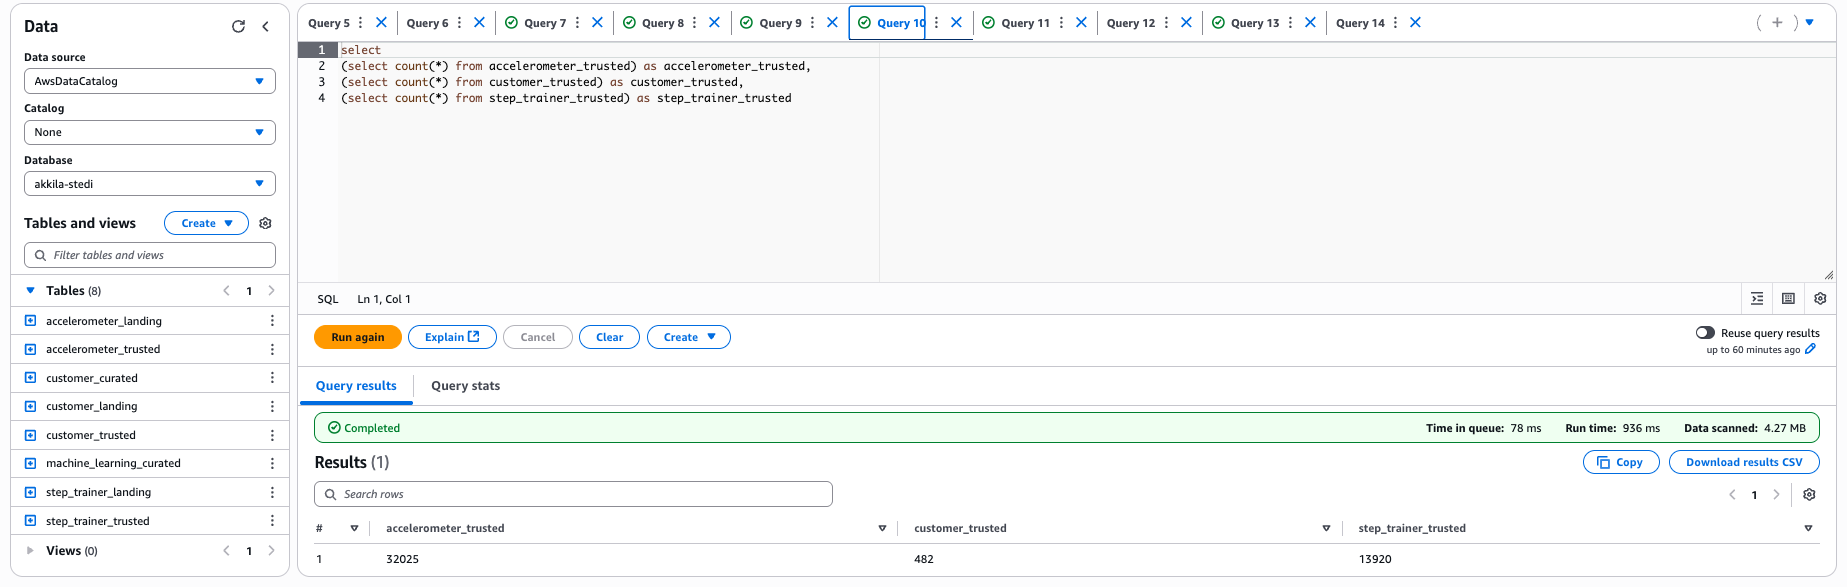 Data
Data source
AwsDataCatalog
Catalog
None
Database
akkila-stedi
Tables and views
Create
Filter tables and views
Tables (8)
1
accelerometer_landing
accelerometer_trusted
customer_curated
customer_landing
customer_trusted
machine_learning_curated
step_trainer_landing
step_trainer_trusted
Views (0)
1
Query 5
Query 6
Query 7
Query 8
Query 9
Query 10
Query 11
Query 12
Query 13
Query 14
1 select
2 (select count(*) from accelerometer_trusted) as accelerometer_trusted,
3 (select count(*) from customer_trusted) as customer_trusted,
4 (select count(*) from step_trainer_trusted) as step_trainer_trusted
SQL Ln 1, Col 1
Run again
Explain
Cancel
Clear
Create
Reuse query results
up to 60 minutes ago
Query results
Query stats
Completed
Time in queue: 78 ms Run time: 936 ms Data scanned: 4.27 MB
Results (1)
Copy
Download results CSV
Search rows
1
# accelerometer_trusted customer_trusted step_trainer_trusted
1 32025 482 13920